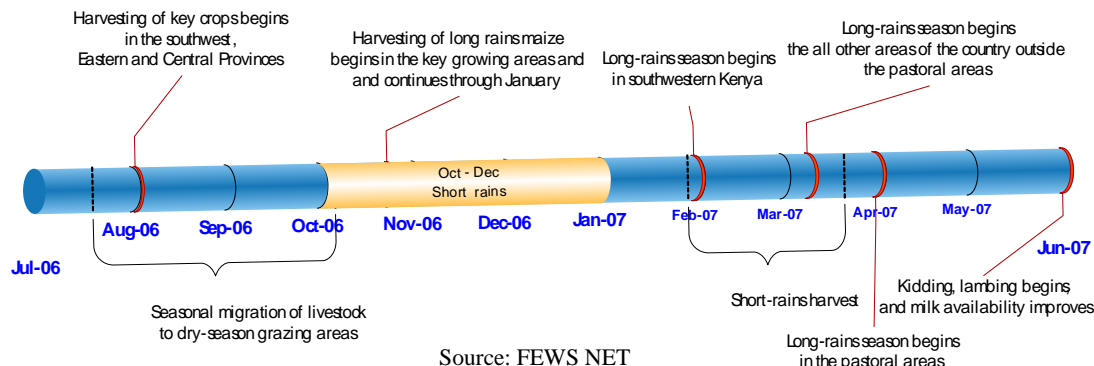 Harvesting of key crops begins
in the southwest,
Eastern and Central Provinces
Harvesting of long rains maize
begins in the key growing areas and
and continues through January
Long-rains season begins
in southwestern Kenya
Long-rains season begins
the all other areas of the country outside
the pastoral areas
Oct - Dec
Short rains
Jul-06
Aug-06
Sep-06
Oct-06
Nov-06
Dec-06
Jan-07
Feb-07
Mar-07
Apr-07
May-07
Jun-07
Seasonal migration of livestock
to dry-season grazing areas
Short-rains harvest
Kidding, lambing begins,
and milk availability improves
Long-rains season begins
in the pastoral areas
Source: FEWS NET